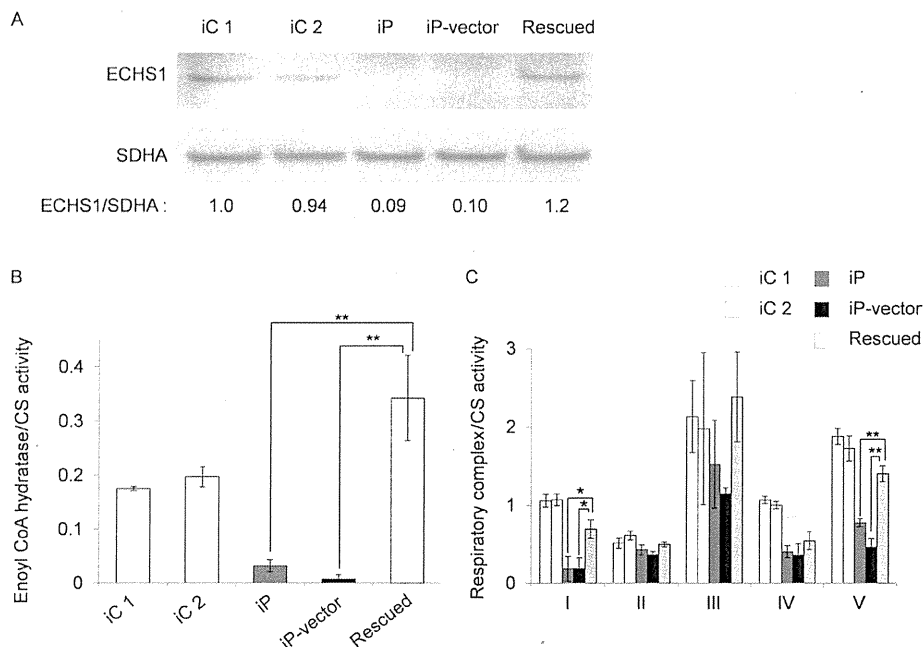 A
iC 1 iC 2 iP iP-vector Rescued
ECHS1
SDHA
ECHS1/SDHA : 1.0 0.94 0.09 0.10 1.2
B
Enoyl CoA hydratase/CS activity
0.4
0.3
0.2
0.1
0
**
**
iC 1 iC 2 iP iP-vector Rescued
C
iC 1 iP
iC 2 iP-vector
Rescued
Respiratory complex/CS activity
3
2
1
0
*
*
**
**
I II III IV V